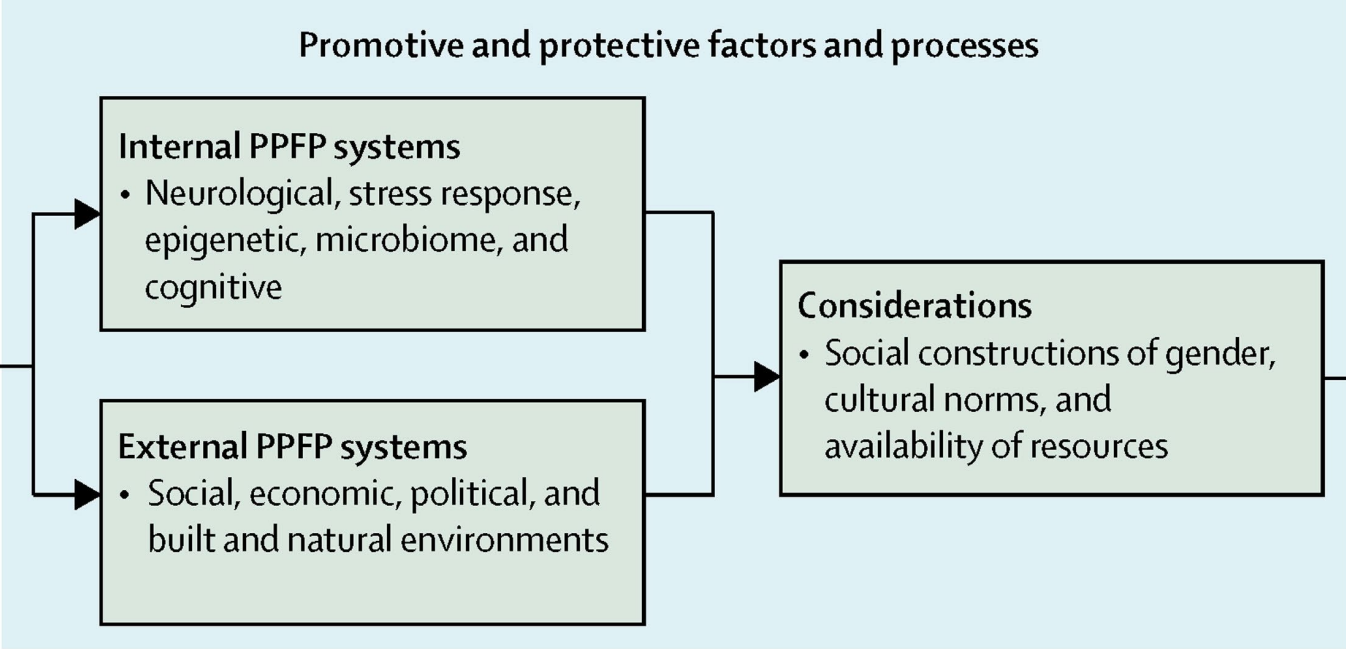 Promotive and protective factors and processes
Internal PPFP systems
• Neurological, stress response,
epigenetic, microbiome, and
cognitive
External PPFP systems
• Social, economic, political, and
built and natural environments
Considerations
• Social constructions of gender,
cultural norms, and
availability of resources